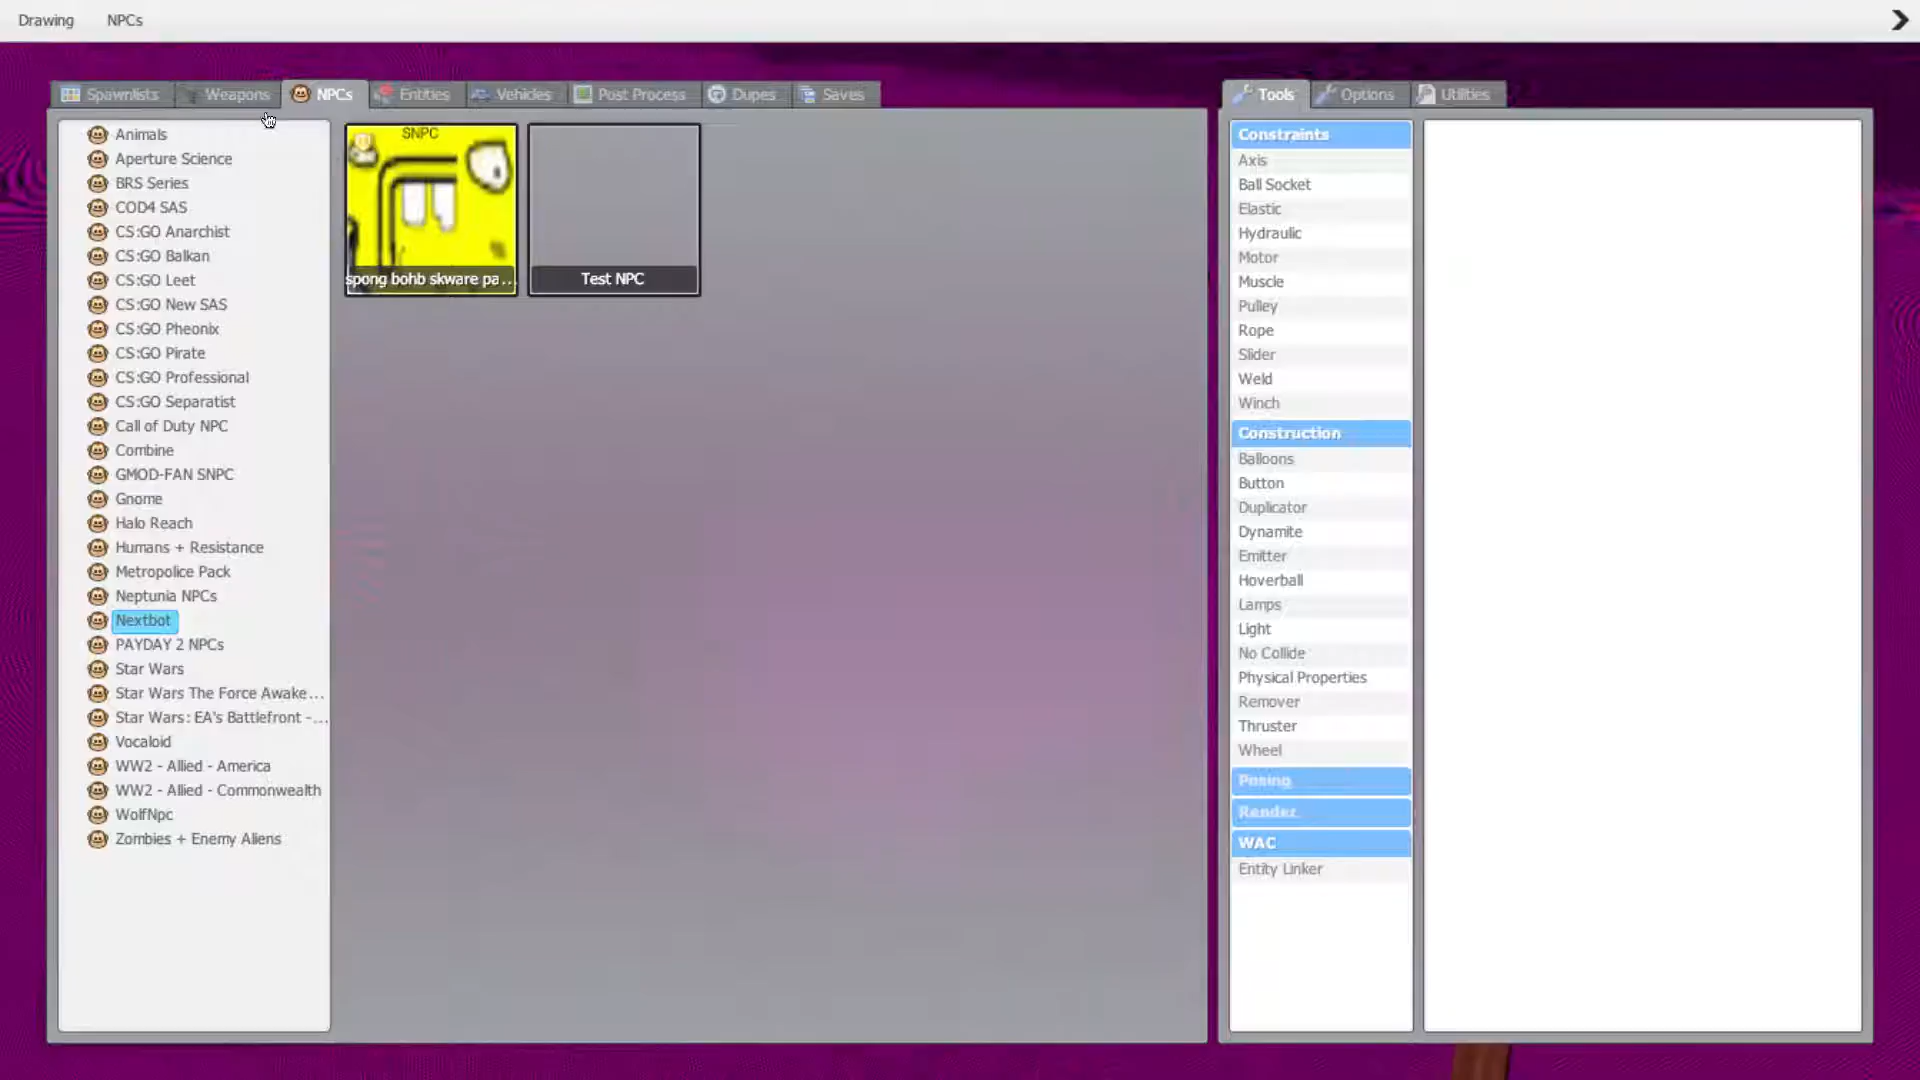 Drawing NPCs
Spawnlists Weapons NPCs Entities Vehicles Post Process Dupes Saves
Animals
Aperture Science
BRS Series
COD4 SAS
CS:GO Anarchist
CS:GO Balkan
CS:GO Leet
CS:GO New SAS
CS:GO Pheonix
CS:GO Pirate
CS:GO Professional
CS:GO Separatist
Call of Duty NPC
Combine
GMOD-FAN SNPC
Gnome
Halo Reach
Humans + Resistance
Metropolice Pack
Neptunia NPCs
Nextbot
PAYDAY 2 NPCs
Star Wars
Star Wars The Force Awake...
Star Wars: EA's Battlefront -...
Vocaloid
WW2 - Allied - America
WW2 - Allied - Commonwealth
WolfNpc
Zombies + Enemy Aliens
SNPC
spong bohb skware pa...
Test NPC
Tools Options Utilities
Constraints
Axis
Ball Socket
Elastic
Hydraulic
Motor
Muscle
Pulley
Rope
Slider
Weld
Winch
Construction
Balloons
Button
Duplicator
Dynamite
Emitter
Hoverball
Lamps
Light
No Collide
Physical Properties
Remover
Thruster
Wheel
Posing
Render
WAC
Entity Linker